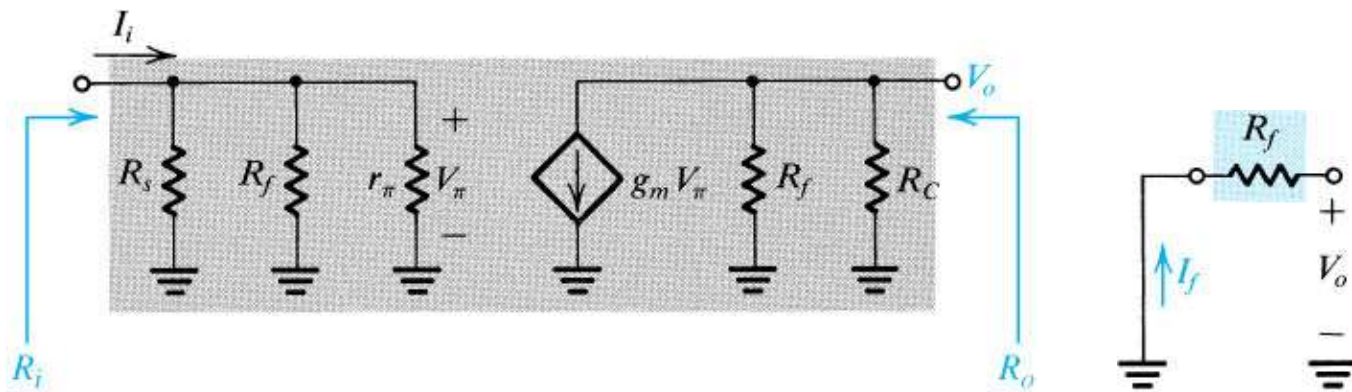 I_i
V_o
R_s
R_f
r_π
+
V_π
−
g_m V_π
R_f
R_C
R_i
R_o
R_f
+
V_o
−
I_f